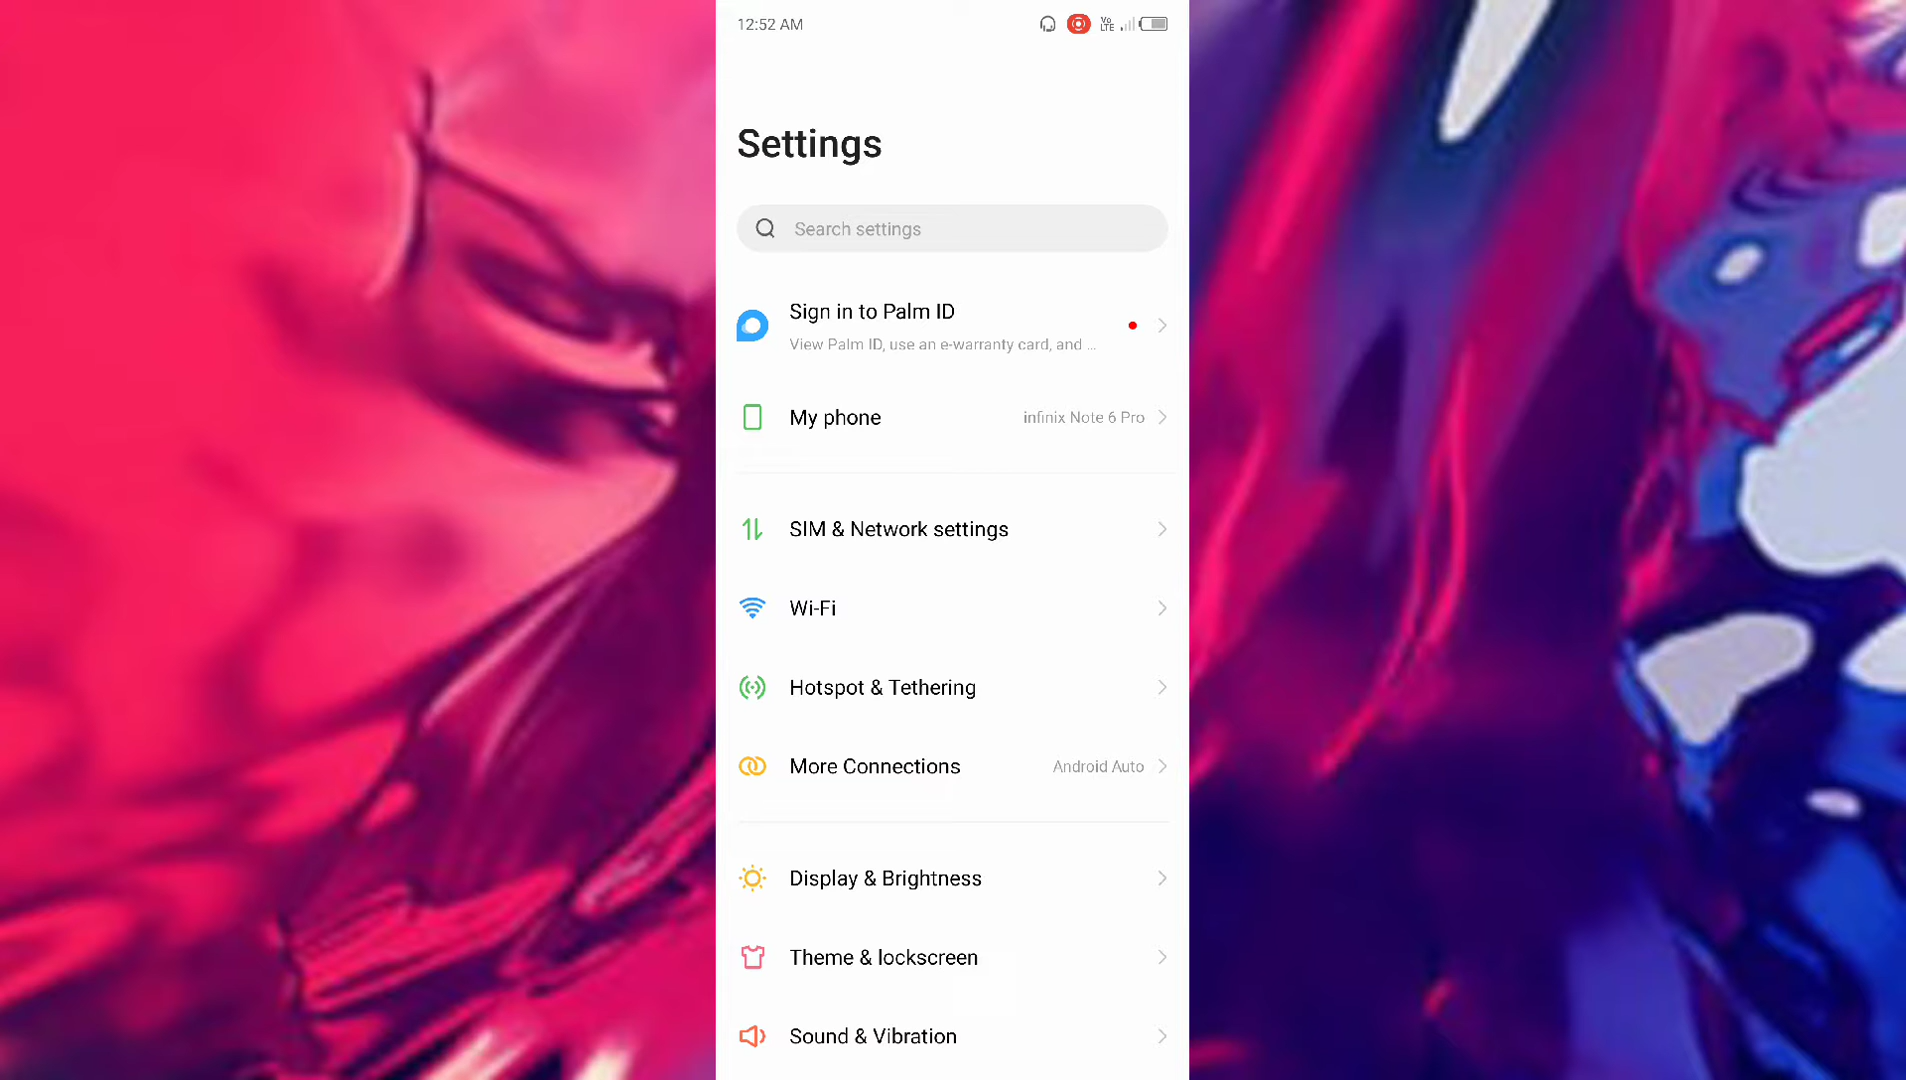 12:52 AM
Vo LTE
Settings
Search settings
Sign in to Palm ID
View Palm ID, use an e-warranty card, and ...
My phone
infinix Note 6 Pro
SIM & Network settings
Wi-Fi
Hotspot & Tethering
More Connections
Android Auto
Display & Brightness
Theme & lockscreen
Sound & Vibration